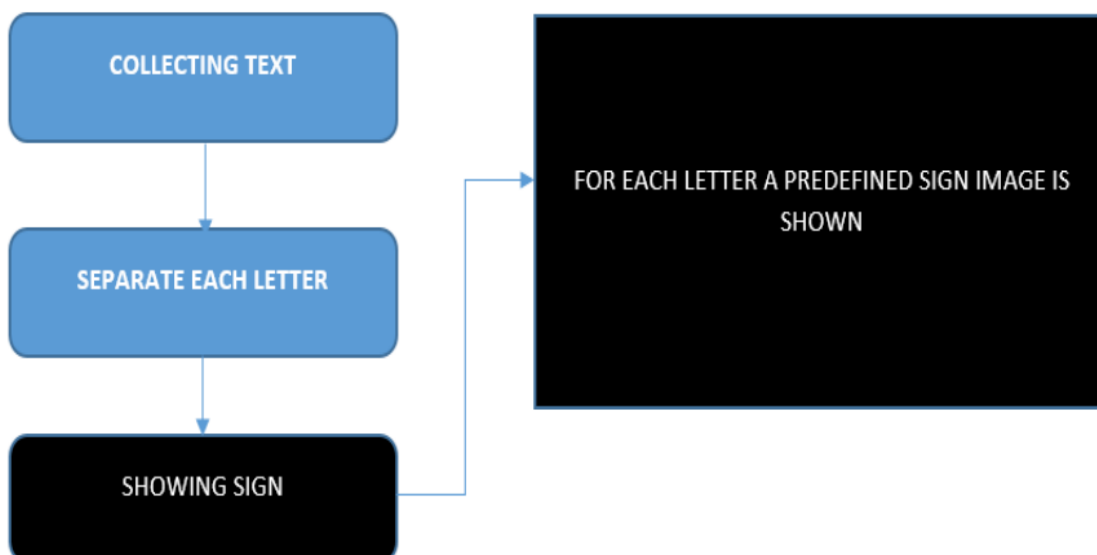 COLLECTING TEXT
SEPARATE EACH LETTER
SHOWING SIGN
FOR EACH LETTER A PREDEFINED SIGN IMAGE IS
SHOWN